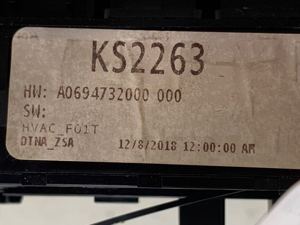 KS2263
HW: A0694732000 000
SW:
HVAC_F01T
DTNA_ZSA 12/8/2018 12:00:00 AM